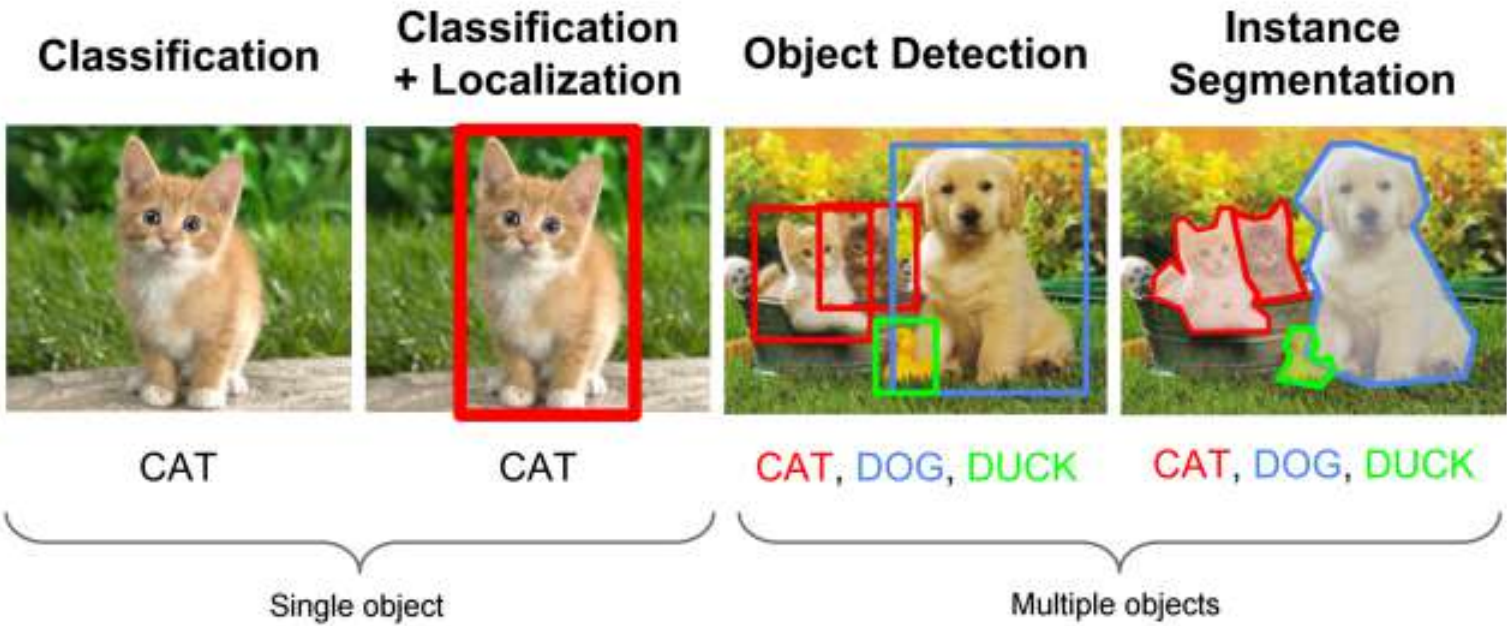 Classification
Classification
+ Localization
Object Detection
Instance
Segmentation
CAT
CAT
CAT, DOG, DUCK
CAT, DOG, DUCK
Single object
Multiple objects